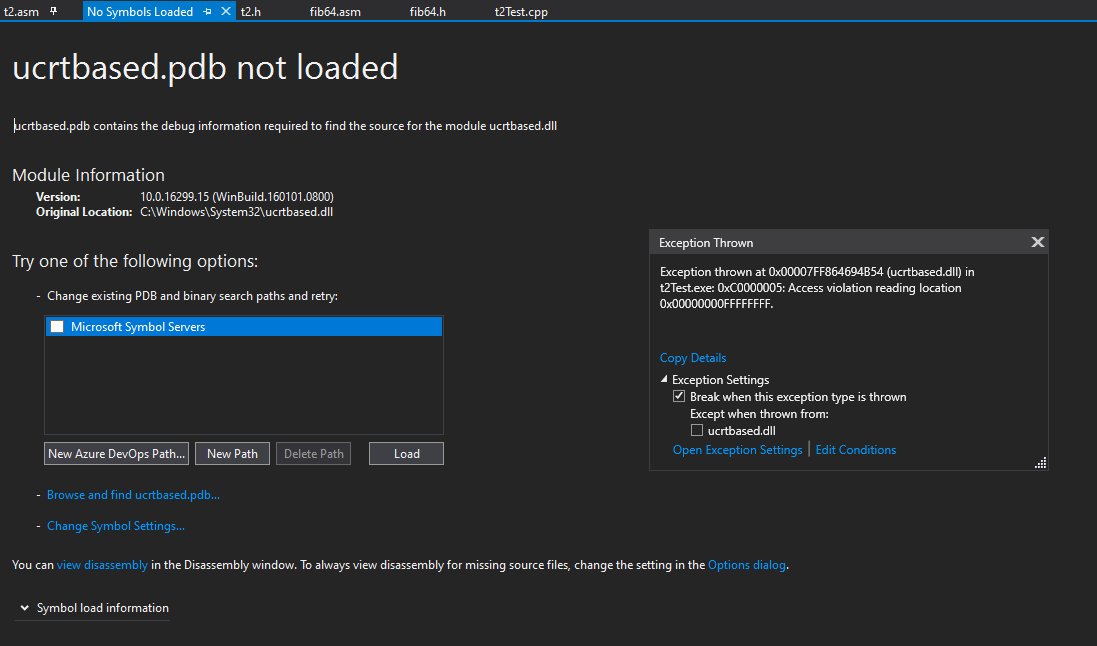 t2.asm No Symbols Loaded t2.h fib64.asm fib64.h t2Test.cpp
ucrtbased.pdb not loaded
ucrtbased.pdb contains the debug information required to find the source for the module ucrtbased.dll
Module Information
Version: 10.0.16299.15 (WinBuild.160101.0800)
Original Location: C:\Windows\System32\ucrtbased.dll
Try one of the following options:
- Change existing PDB and binary search paths and retry:
Microsoft Symbol Servers
New Azure DevOps Path... New Path Delete Path Load
- Browse and find ucrtbased.pdb...
- Change Symbol Settings...
You can view disassembly in the Disassembly window. To always view disassembly for missing source files, change the setting in the Options dialog.
Symbol load information
Exception Thrown
Exception thrown at 0x00007FF864694B54 (ucrtbased.dll) in
t2Test.exe: 0xC0000005: Access violation reading location
0x00000000FFFFFFFF.
Copy Details
Exception Settings
Break when this exception type is thrown
Except when thrown from:
ucrtbased.dll
Open Exception Settings | Edit Conditions